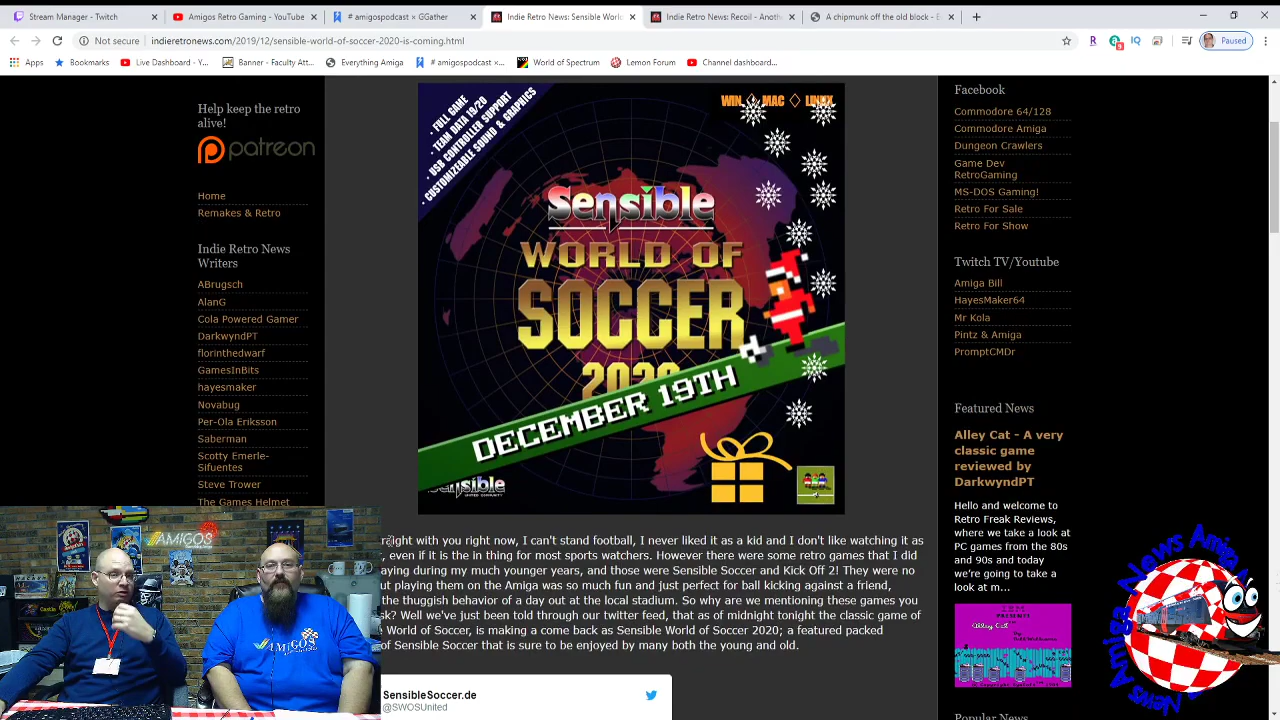 Stream Manager - Twitch
Amigos Retro Gaming - YouTube
# amigospodcast × GGather
Indie Retro News: Sensible Worl
Indie Retro News: Recoil - Anoth
A chipmunk off the old block - E
Paused
Not secure
indieretronews.com/2019/12/sensible-world-of-soccer-2020-is-coming.html
Apps
Bookmarks
Live Dashboard - Y...
Banner - Faculty Att...
Everything Amiga
# amigospodcast ×...
World of Spectrum
Lemon Forum
Channel dashboard...
Help keep the retro
alive!
patreon
Home
Remakes & Retro
Indie Retro News
Writers
ABrugsch
AlanG
Cola Powered Gamer
DarkwyndPT
florinthedwarf
GamesInBits
hayesmaker
Novabug
Per-Ola Eriksson
Saberman
Scotty Emerle-
Sifuentes
Steve Trower
The Games Helmet
· FULL GAME
· TEAM DATA 19/20
· USB CONTROLLER SUPPORT
· CUSTOMIZABLE SOUND & GRAPHICS
WIN ◇ MAC ◇ LINUX
Sensible
WORLD OF
SOCCER
2020
DECEMBER 19TH
Sensible
right with you right now, I can't stand football, I never liked it as a kid and I don't like watching it as
, even if it is the in thing for most sports watchers. However there were some retro games that I did
aying during my much younger years, and those were Sensible Soccer and Kick Off 2! They were no
ut playing them on the Amiga was so much fun and just perfect for ball kicking against a friend,
the thuggish behavior of a day out at the local stadium. So why are we mentioning these games you
sk? Well we've just been told through our twitter feed, that as of midnight tonight the classic game of
World of Soccer, is making a come back as Sensible World of Soccer 2020; a featured packed
of Sensible Soccer that is sure to be enjoyed by many both the young and old.
SensibleSoccer.de
@SWOSUnited
Facebook
Commodore 64/128
Commodore Amiga
Dungeon Crawlers
Game Dev
RetroGaming
MS-DOS Gaming!
Retro For Sale
Retro For Show
Twitch TV/Youtube
Amiga Bill
HayesMaker64
Mr Kola
Pintz & Amiga
PromptCMDr
Featured News
Alley Cat - A very
classic game
reviewed by
DarkwyndPT
Hello and welcome to
Retro Freak Reviews,
where we take a look at
PC games from the 80s
and 90s and today
we're going to take a
look at m...
Alley Cat
Popular News
AMIGOS
AMIGOS
Amiga News Amiga News